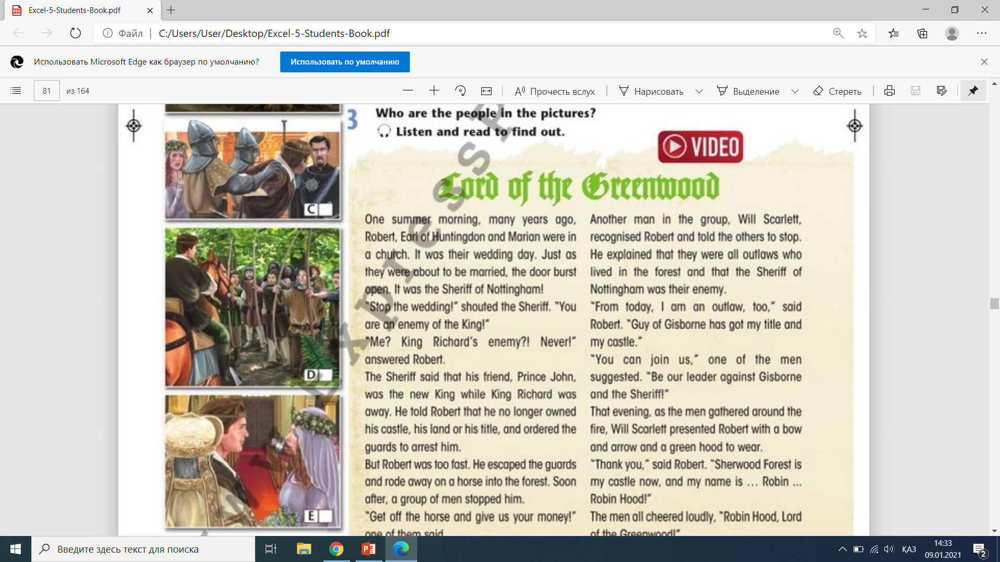 Excel-5-Students-Book.pdf
Файл
C:/Users/User/Desktop/Excel-5-Students-Book.pdf
Использовать Microsoft Edge как браузер по умолчанию?
Использовать по умолчанию
81
из 164
Прочесть вслух
Нарисовать
Выделение
Стереть
3
Who are the people in the pictures?
Listen and read to find out.
VIDEO
C
D
E
Lord of the Greenwood
One summer morning, many years ago,
Robert, Earl of Huntingdon and Marian were in
a church. It was their wedding day. Just as
they were about to be married, the door burst
open. It was the Sheriff of Nottingham!
“Stop the wedding!” shouted the Sheriff. “You
are an enemy of the King!”
“Me? King Richard’s enemy?! Never!”
answered Robert.
The Sheriff said that his friend, Prince John,
was the new King while King Richard was
away. He told Robert that he no longer owned
his castle, his land or his title, and ordered the
guards to arrest him.
But Robert was too fast. He escaped the guards
and rode away on a horse into the forest. Soon
after, a group of men stopped him.
“Get off the horse and give us your money!”
one of them said.
Another man in the group, Will Scarlett,
recognised Robert and told the others to stop.
He explained that they were all outlaws who
lived in the forest and that the Sheriff of
Nottingham was their enemy.
“From today, I am an outlaw, too,” said
Robert. “Guy of Gisborne has got my title and
my castle.”
“You can join us,” one of the men
suggested. “Be our leader against Gisborne
and the Sheriff!”
That evening, as the men gathered around the
fire, Will Scarlett presented Robert with a bow
and arrow and a green hood to wear.
“Thank you,” said Robert. “Sherwood Forest is
my castle now, and my name is … Robin ...
Robin Hood!”
The men all cheered loudly, “Robin Hood, Lord
of the Greenwood!”
Express P
Введите здесь текст для поиска
ҚАЗ
14:33
09.01.2021
2